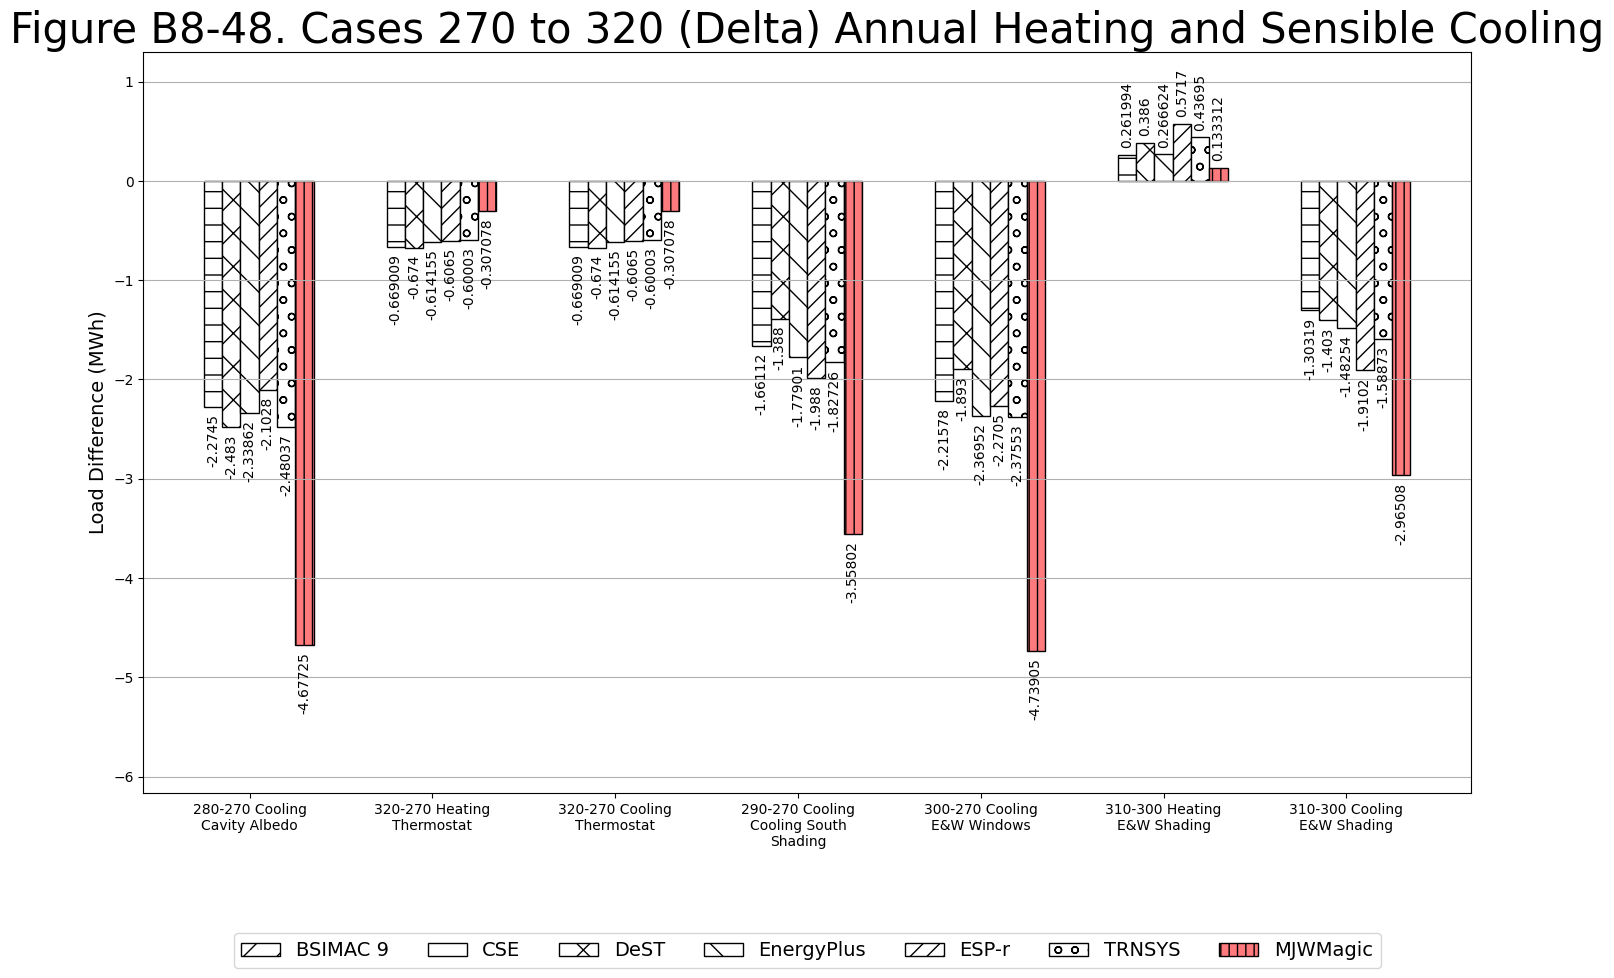 Figure B8-48. Cases 270 to 320 (Delta) Annual Heating and Sensible Cooling
Load Difference (MWh)
1
0
−1
−2
−3
−4
−5
−6
-2.2745
-2.483
-2.33862
-2.1028
-2.48037
-4.67725
-0.669009
-0.674
-0.614155
-0.6065
-0.60003
-0.307078
-0.669009
-0.674
-0.614155
-0.6065
-0.60003
-0.307078
-1.66112
-1.388
-1.77901
-1.988
-1.82726
-3.55802
-2.21578
-1.893
-2.36952
-2.2705
-2.37553
-4.73905
0.261994
0.386
0.266624
0.5717
0.43695
0.133312
-1.30319
-1.403
-1.48254
-1.9102
-1.58873
-2.96508
280-270 Cooling
Cavity Albedo
320-270 Heating
Thermostat
320-270 Cooling
Thermostat
290-270 Cooling
Cooling South
Shading
300-270 Cooling
E&W Windows
310-300 Heating
E&W Shading
310-300 Cooling
E&W Shading
BSIMAC 9
CSE
DeST
EnergyPlus
ESP-r
TRNSYS
MJWMagic